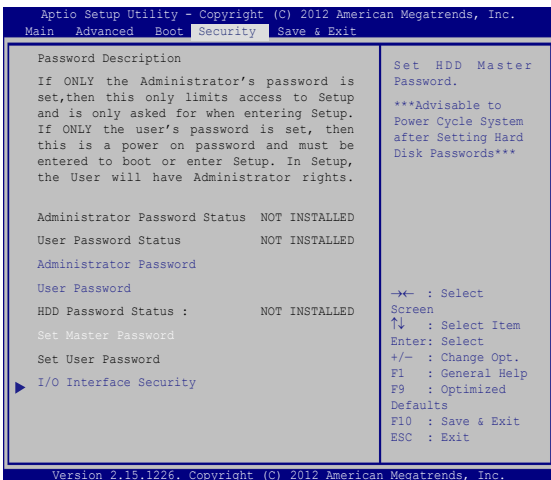 Aptio Setup Utility - Copyright (C) 2012 American Megatrends, Inc.
Main Advanced Boot Security Save & Exit
Password Description
If ONLY the Administrator's password is
set,then this only limits access to Setup
and is only asked for when entering Setup.
If ONLY the user's password is set, then
this is a power on password and must be
entered to boot or enter Setup. In Setup,
the User will have Administrator rights.
Administrator Password Status NOT INSTALLED
User Password Status NOT INSTALLED
Administrator Password
User Password
HDD Password Status : NOT INSTALLED
Set Master Password
Set User Password
I/O Interface Security
Set HDD Master
Password.
***Advisable to
Power Cycle System
after Setting Hard
Disk Passwords***
→← : Select
Screen
↑↓ : Select Item
Enter: Select
+/− : Change Opt.
F1 : General Help
F9 : Optimized
Defaults
F10 : Save & Exit
ESC : Exit
Version 2.15.1226. Copyright (C) 2012 American Megatrends, Inc.